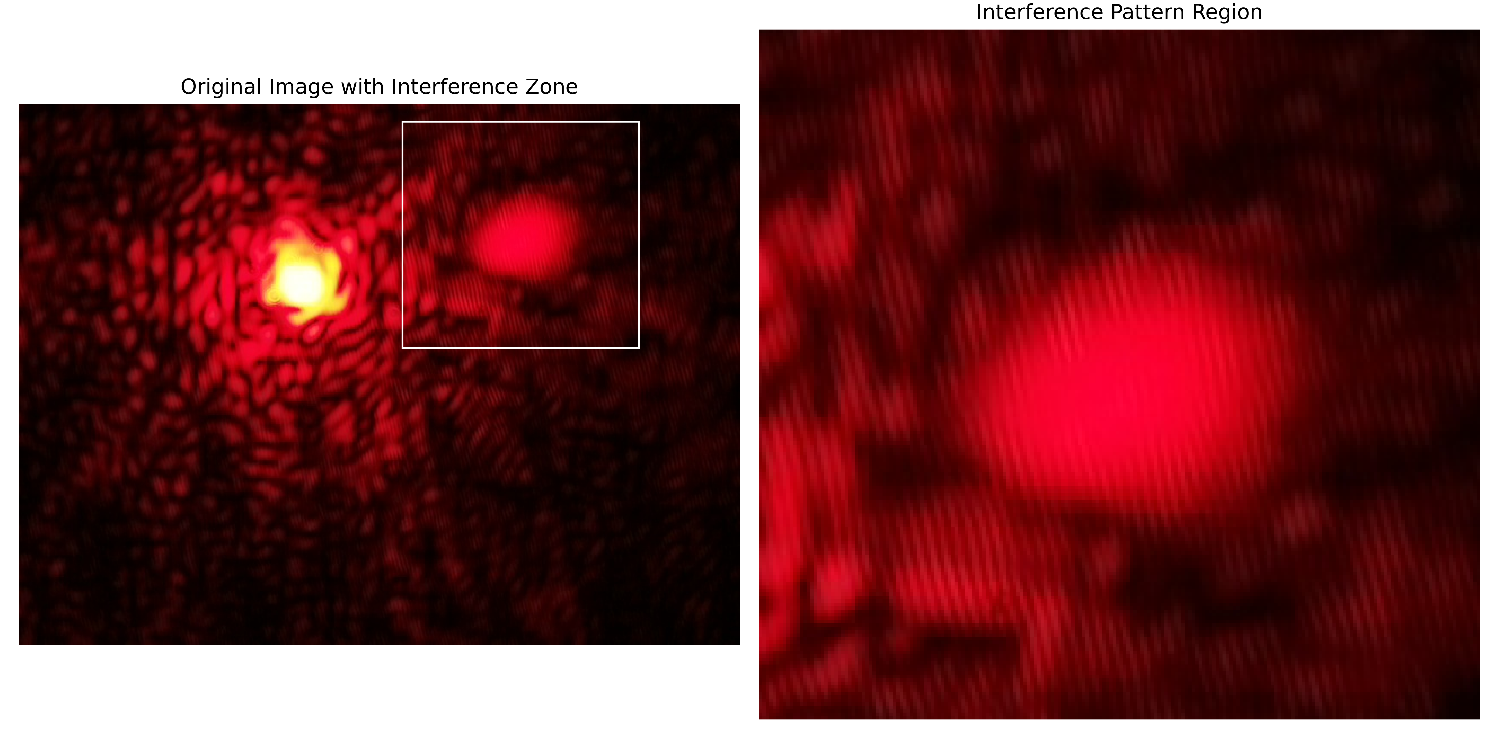 Original Image with Interference Zone
Interference Pattern Region